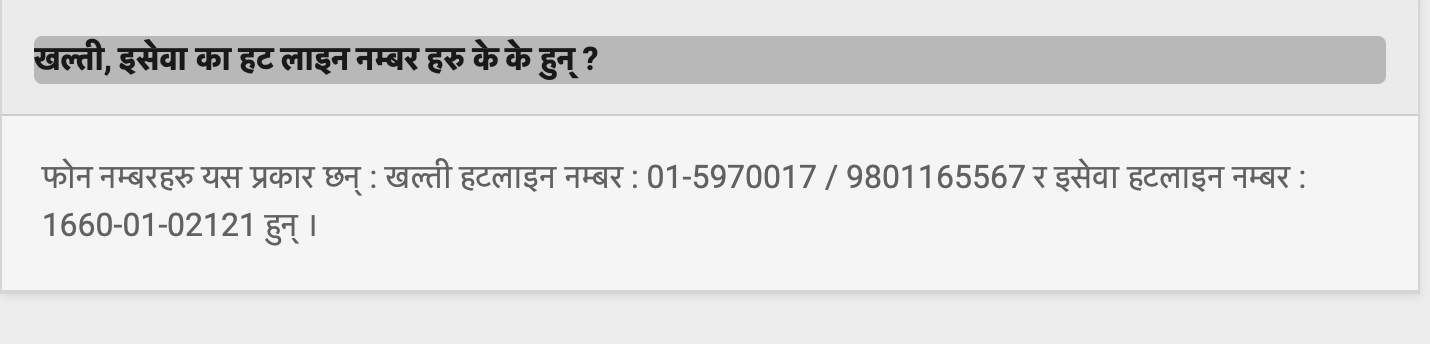 खल्ती, इसेवा का हट लाइन नम्बर हरु के के हुन् ?
फोन नम्बरहरु यस प्रकार छन् : खल्ती हटलाइन नम्बर : 01-5970017 / 9801165567 र इसेवा हटलाइन नम्बर :
1660-01-02121 हुन् ।